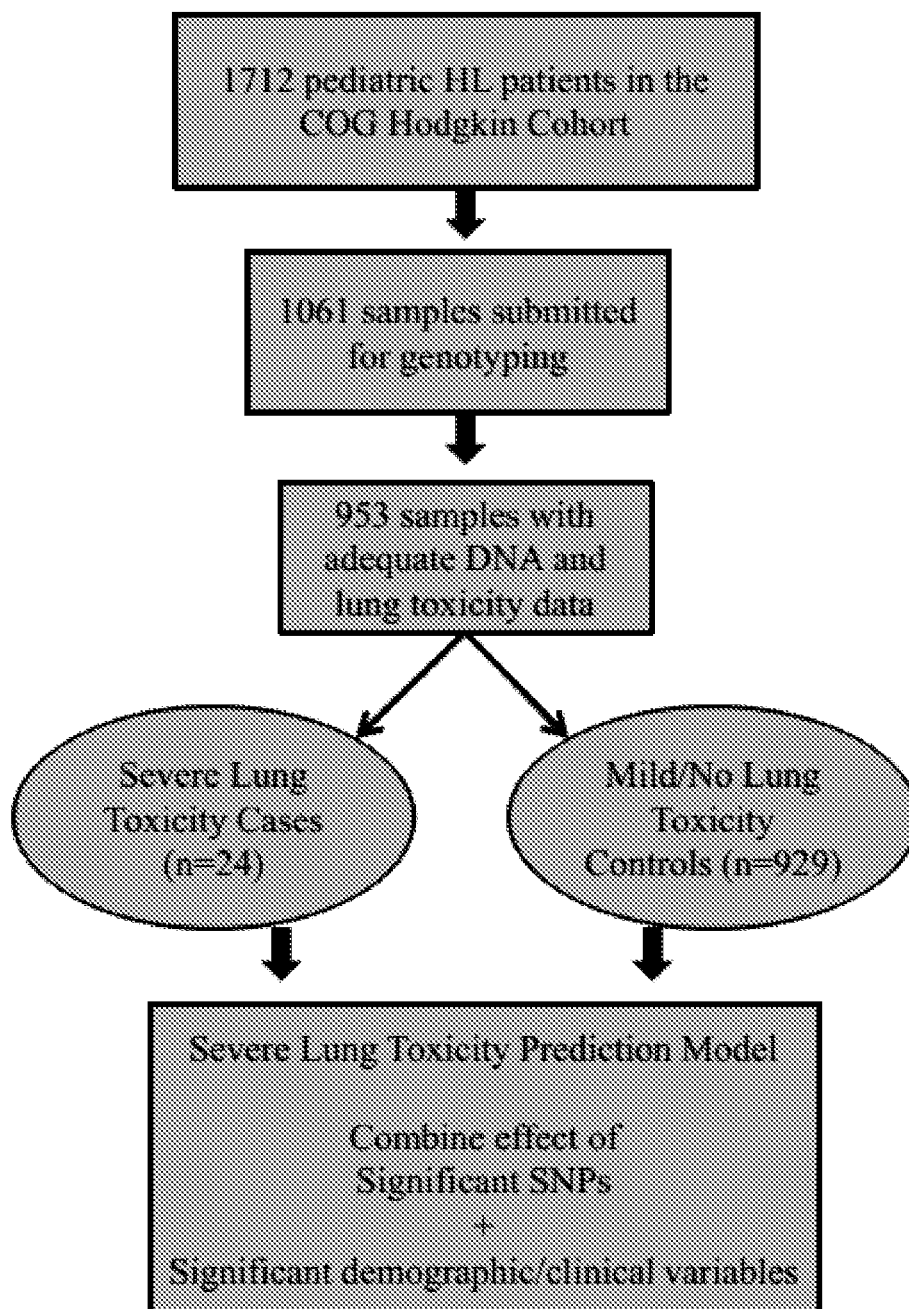 1712 pediatric HL patients in the
COG Hodgkin Cohort
1061 samples submitted
for genotyping
953 samples with
adequate DNA and
lung toxicity data
Severe Lung
Toxicity Cases
(n=24)
Mild/No Lung
Toxicity
Controls (n=929)
Severe Lung Toxicity Prediction Model
Combine effect of
Significant SNPs
+
Significant demographic/clinical variables